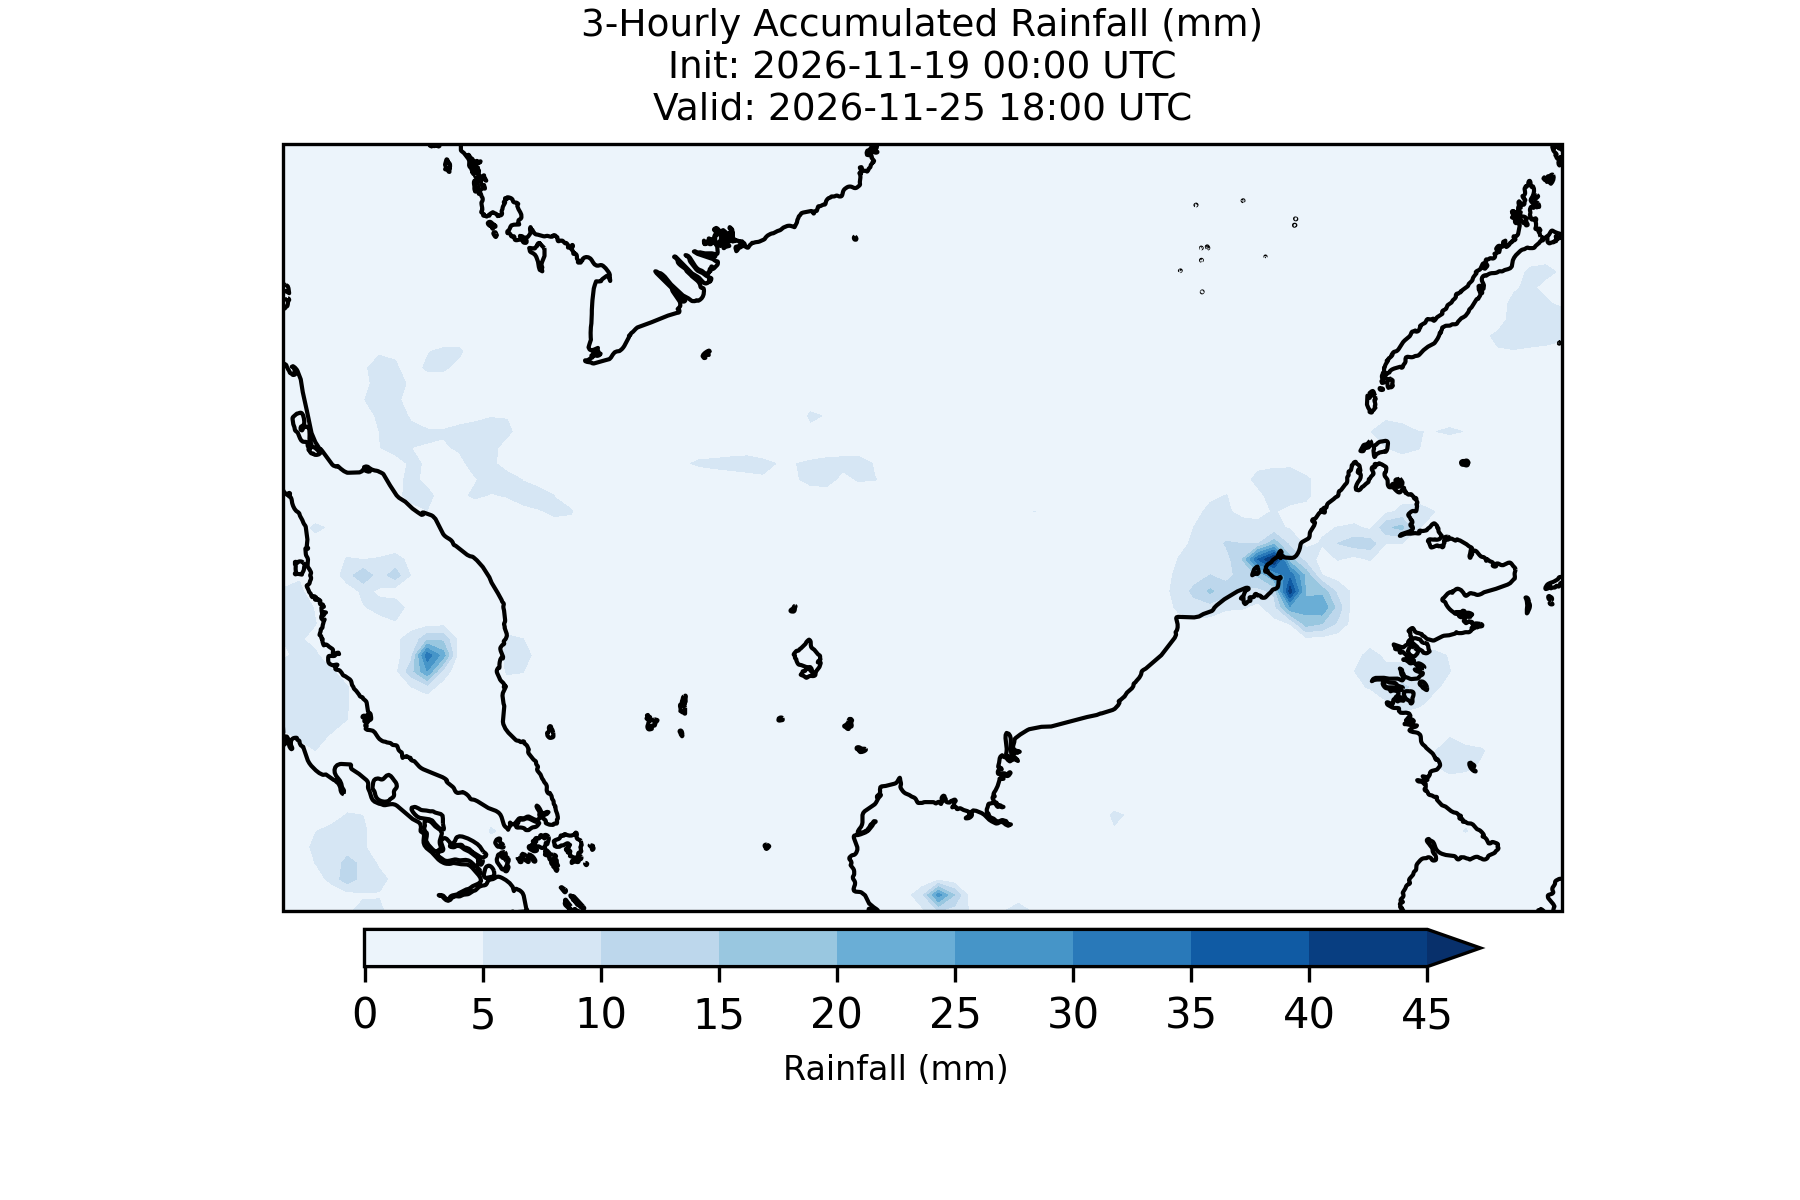 3-Hourly Accumulated Rainfall (mm)
Init: 2026-11-19 00:00 UTC
Valid: 2026-11-25 18:00 UTC
0 5 10 15 20 25 30 35 40 45
Rainfall (mm)